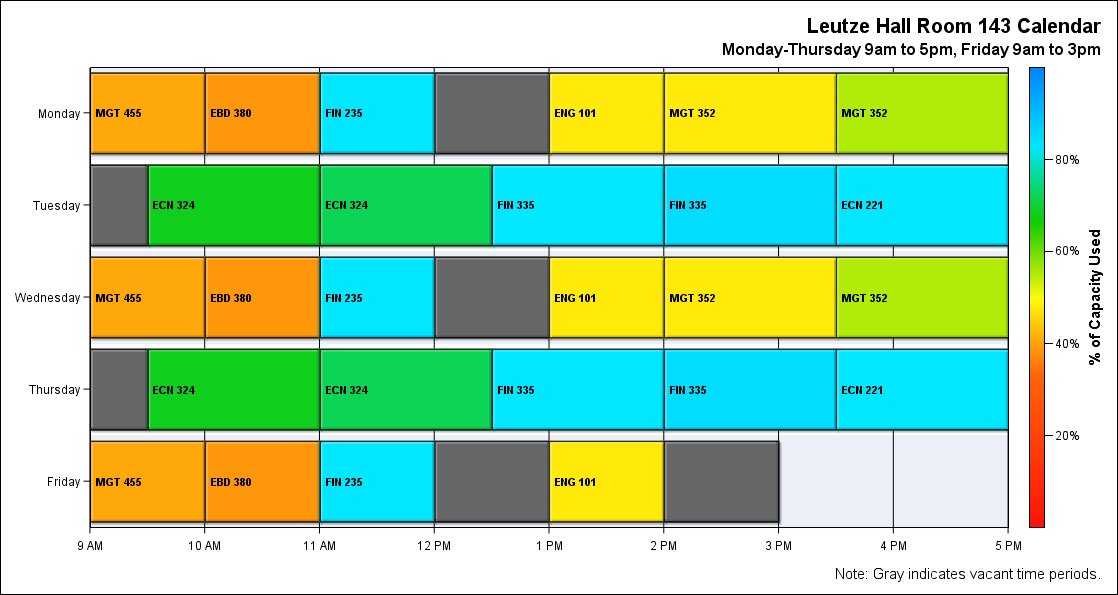 Leutze Hall Room 143 Calendar
Monday-Thursday 9am to 5pm, Friday 9am to 3pm
Monday
MGT 455
EBD 380
FIN 235
ENG 101
MGT 352
MGT 352
Tuesday
ECN 324
ECN 324
FIN 335
FIN 335
ECN 221
Wednesday
MGT 455
EBD 380
FIN 235
ENG 101
MGT 352
MGT 352
Thursday
ECN 324
ECN 324
FIN 335
FIN 335
ECN 221
Friday
MGT 455
EBD 380
FIN 235
ENG 101
9 AM
10 AM
11 AM
12 PM
1 PM
2 PM
3 PM
4 PM
5 PM
80%
60%
40%
20%
% of Capacity Used
Note: Gray indicates vacant time periods.